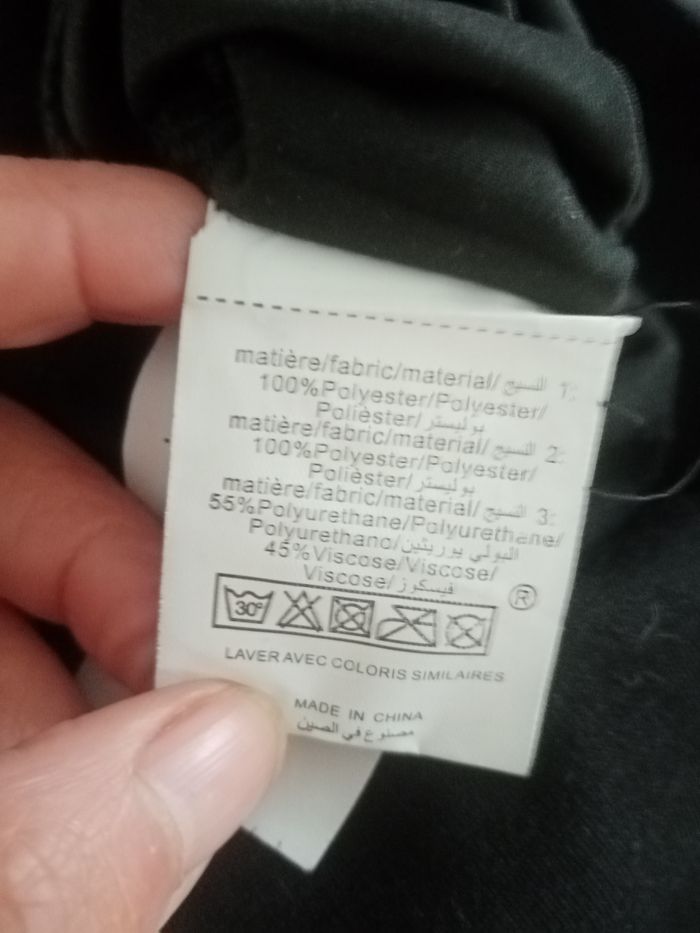 matière/fabric/material/ النسيج 1:
100%Polyester/Polyester/
Polièster/ بوليستر
matière/fabric/material/ النسيج 2:
100%Polyester/Polyester/
Polièster/ بوليستر
matière/fabric/material/ النسيج 3:
55%Polyurethane/Polyurethane/
Polyurethano/البولي يوريثين
45%Viscose/Viscose/
Viscose/ فيسكوز
®
30°
LAVER AVEC COLORIS SIMILAIRES
MADE IN CHINA
مصنوع في الصين